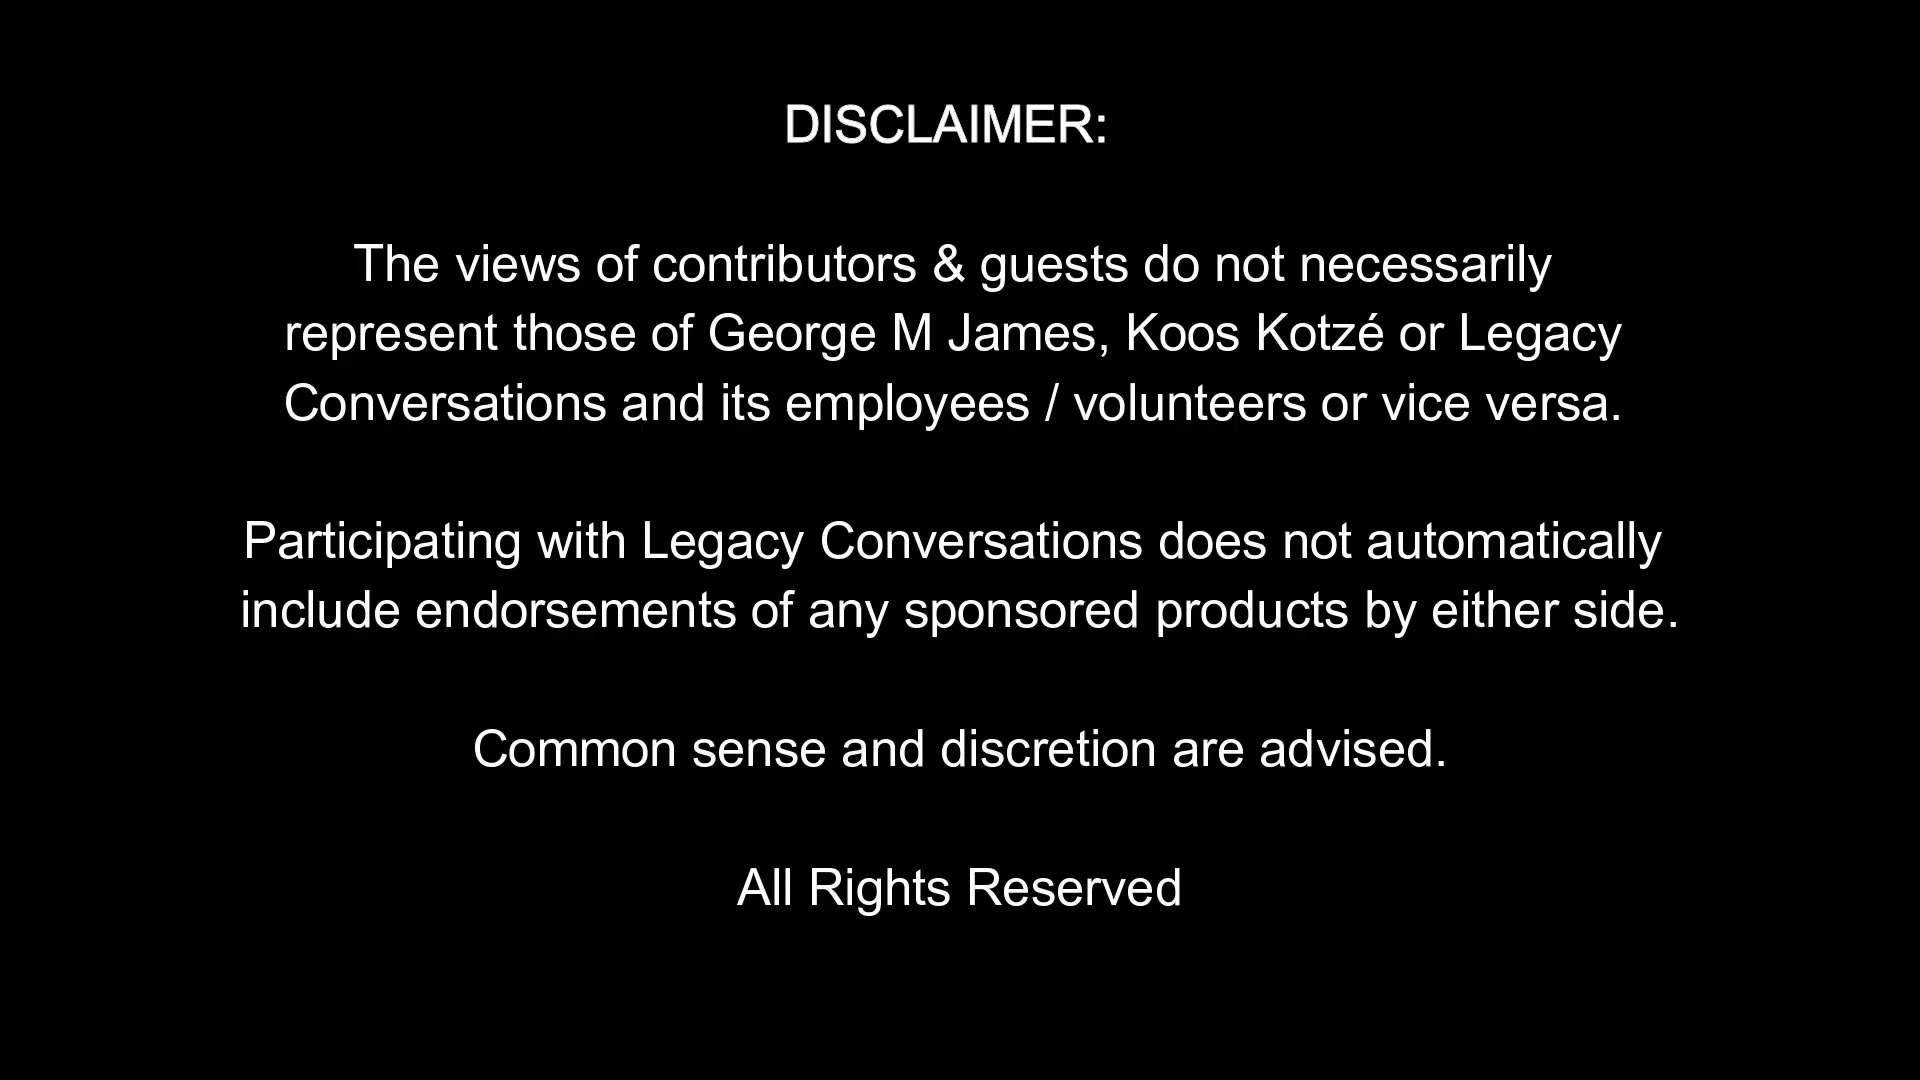 DISCLAIMER:
The views of contributors & guests do not necessarily
represent those of George M James, Koos Kotzé or Legacy
Conversations and its employees / volunteers or vice versa.
Participating with Legacy Conversations does not automatically
include endorsements of any sponsored products by either side.
Common sense and discretion are advised.
All Rights Reserved